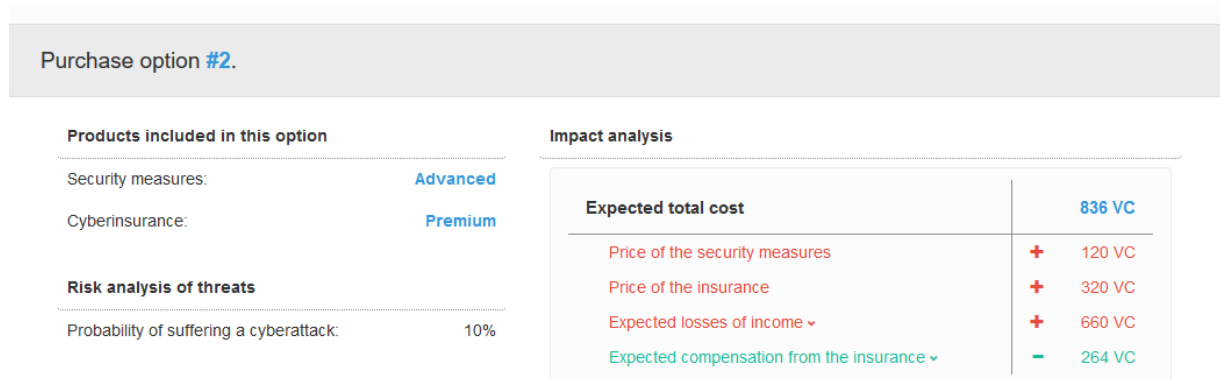 Purchase option #2.
Products included in this option
Security measures: Advanced
Cyberinsurance: Premium
Risk analysis of threats
Probability of suffering a cyberattack: 10%
Impact analysis
Expected total cost 836 VC
Price of the security measures + 120 VC
Price of the insurance + 320 VC
Expected losses of income + 660 VC
Expected compensation from the insurance - 264 VC